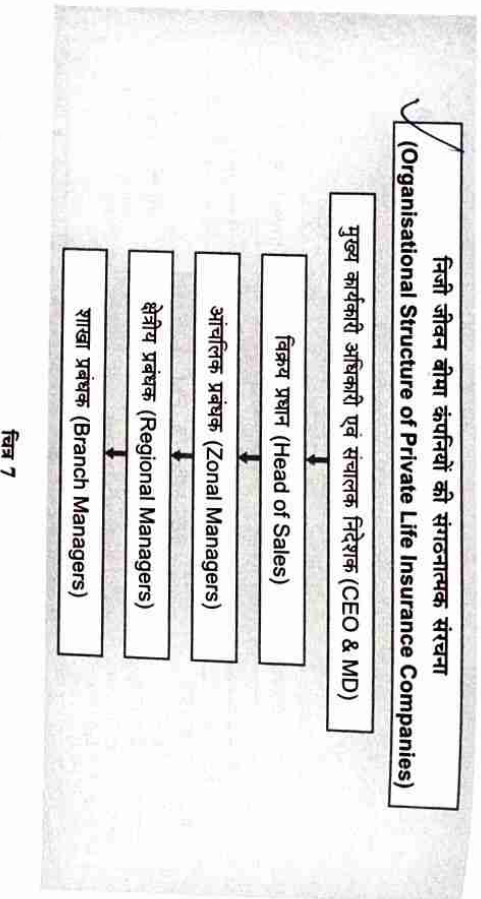 निजी जीवन बीमा कंपनियों की संगठनात्मक संरचना
(Organisational Structure of Private Life Insurance Companies)
मुख्य कार्यकारी अधिकारी एवं संचालक निदेशक (CEO & MD)
विक्रय प्रधान (Head of Sales)
आंचलिक प्रबंधक (Zonal Managers)
क्षेत्रीय प्रबंधक (Regional Managers)
शाखा प्रबंधक (Branch Managers)
चित्र 7